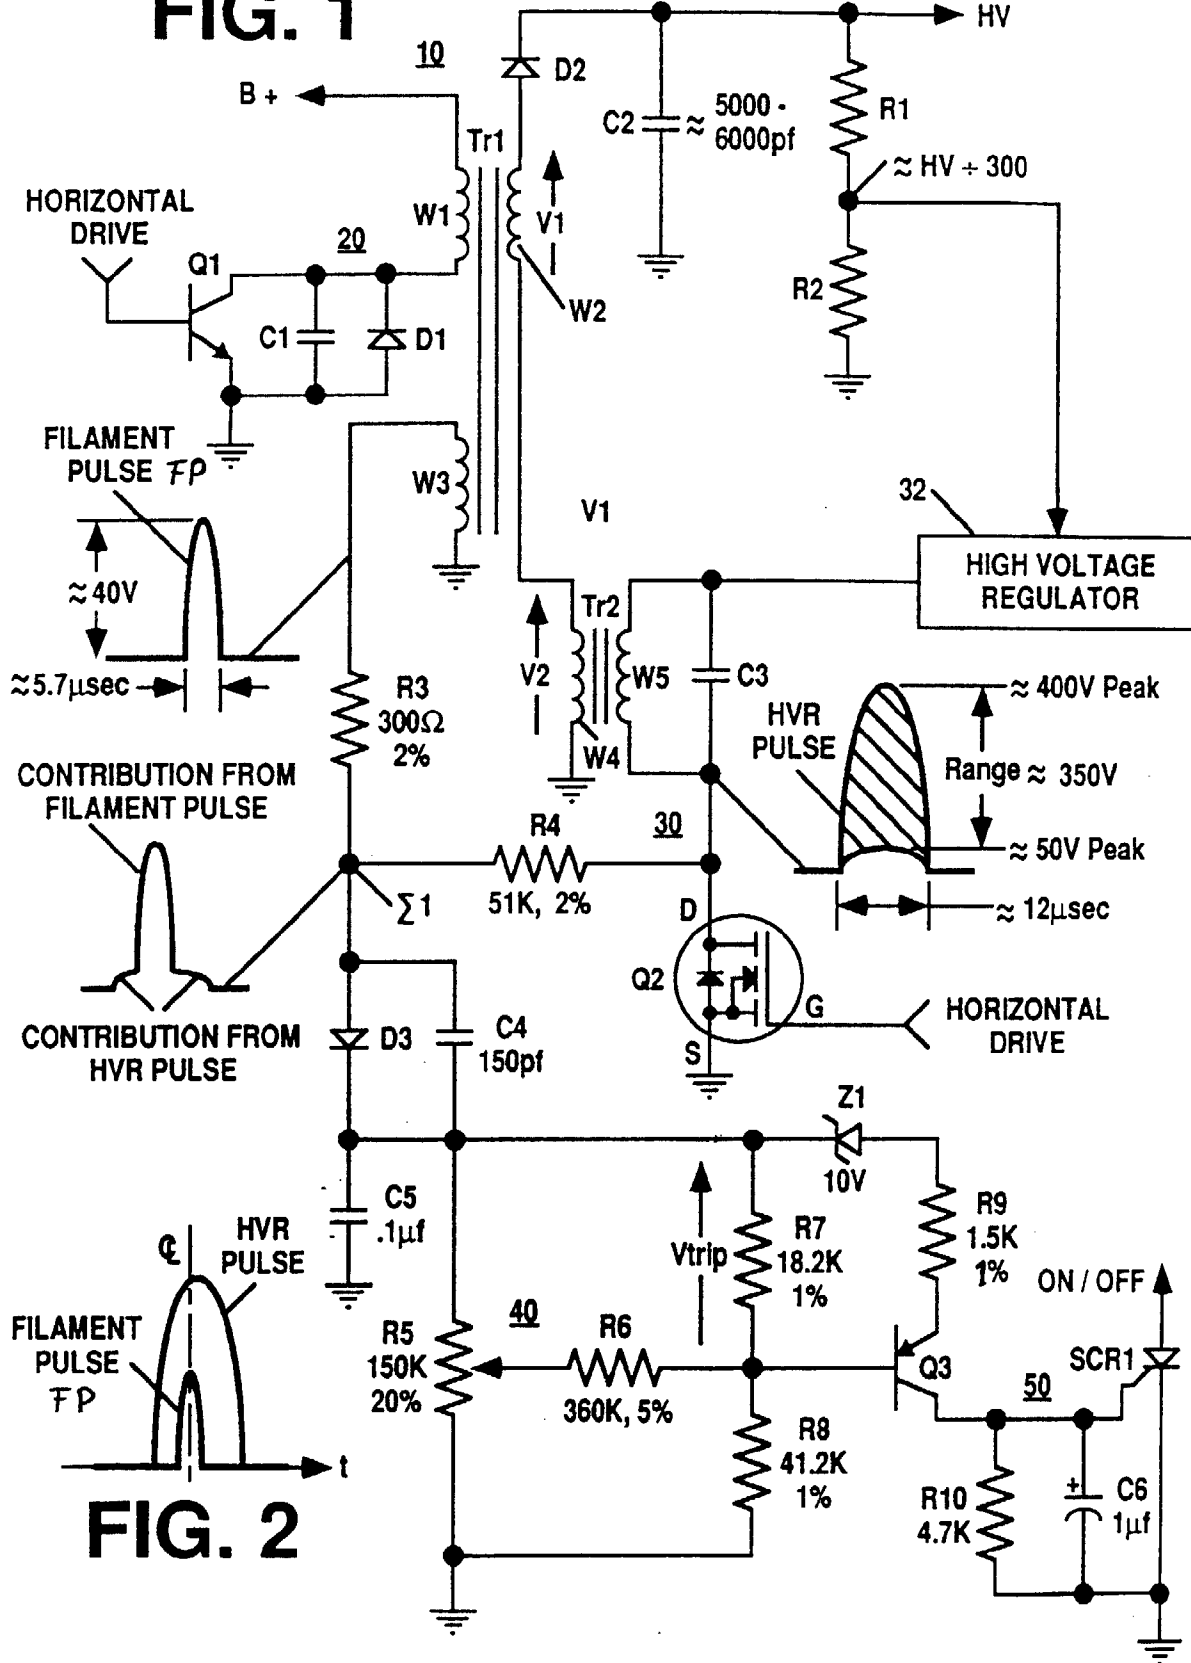 FIG. 1
10
HV
D2
B +
C2 ≈ 5000 -
6000pf
R1
Tr1
≈ HV ÷ 300
HORIZONTAL
DRIVE
W1
V1
20
Q1
R2
W2
C1
D1
FILAMENT
PULSE FP
W3
V1
32
≈ 40V
HIGH VOLTAGE
REGULATOR
Tr2
V2
W5
C3
≈5.7µsec
R3
300Ω
2%
W4
HVR
PULSE
≈ 400V Peak
Range ≈ 350V
CONTRIBUTION FROM
FILAMENT PULSE
30
R4
≈ 50V Peak
51K, 2%
Σ1
≈ 12µsec
D
Q2
G
HORIZONTAL
DRIVE
S
CONTRIBUTION FROM
HVR PULSE
D3
C4
150pf
Z1
10V
C5
.1µf
R9
1.5K
1%
R7
18.2K
1%
Vtrip
℄
HVR
PULSE
ON / OFF
FILAMENT
PULSE
FP
40
R5
150K
20%
R6
360K, 5%
Q3
SCR1
50
R8
41.2K
1%
t
R10
4.7K
+
C6
1µf
FIG. 2